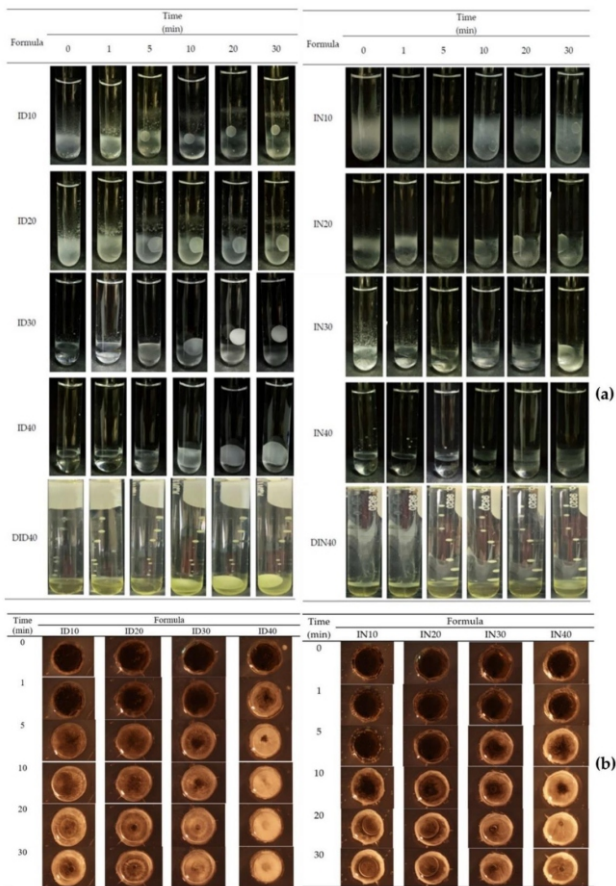 Time
(min)
Formula
0 1 5 10 20 30
ID10
ID20
ID30
ID40
DID40
Time
(min)
Formula
0 1 5 10 20 30
IN10
IN20
IN30
IN40
DIN40
(a)
Time
(min)
Formula
ID10 ID20 ID30 ID40
0
1
5
10
20
30
Time
(min)
Formula
IN10 IN20 IN30 IN40
0
1
5
10
20
30
(b)